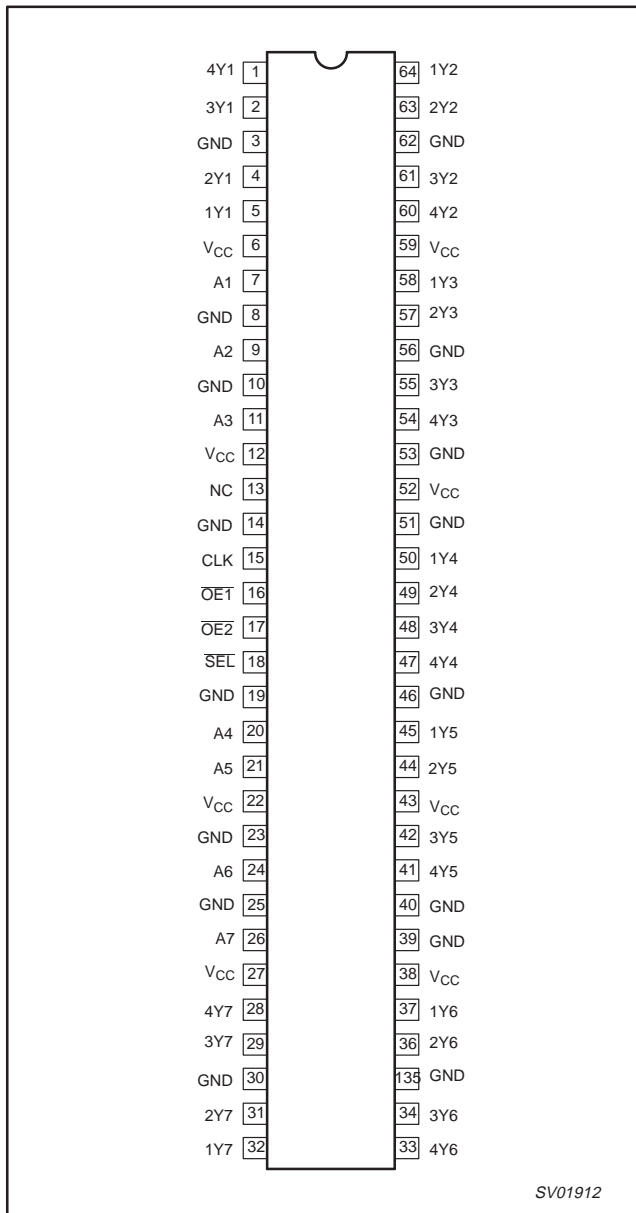 4Y1 1 64 1Y2
3Y1 2 63 2Y2
GND 3 62 GND
2Y1 4 61 3Y2
1Y1 5 60 4Y2
VCC 6 59 VCC
A1 7 58 1Y3
GND 8 57 2Y3
A2 9 56 GND
GND 10 55 3Y3
A3 11 54 4Y3
VCC 12 53 GND
NC 13 52 VCC
GND 14 51 GND
CLK 15 50 1Y4
OE1 16 49 2Y4
OE2 17 48 3Y4
SEL 18 47 4Y4
GND 19 46 GND
A4 20 45 1Y5
A5 21 44 2Y5
VCC 22 43 VCC
GND 23 42 3Y5
A6 24 41 4Y5
GND 25 40 GND
A7 26 39 GND
VCC 27 38 VCC
4Y7 28 37 1Y6
3Y7 29 36 2Y6
GND 30 135 GND
2Y7 31 34 3Y6
1Y7 32 33 4Y6
SV01912